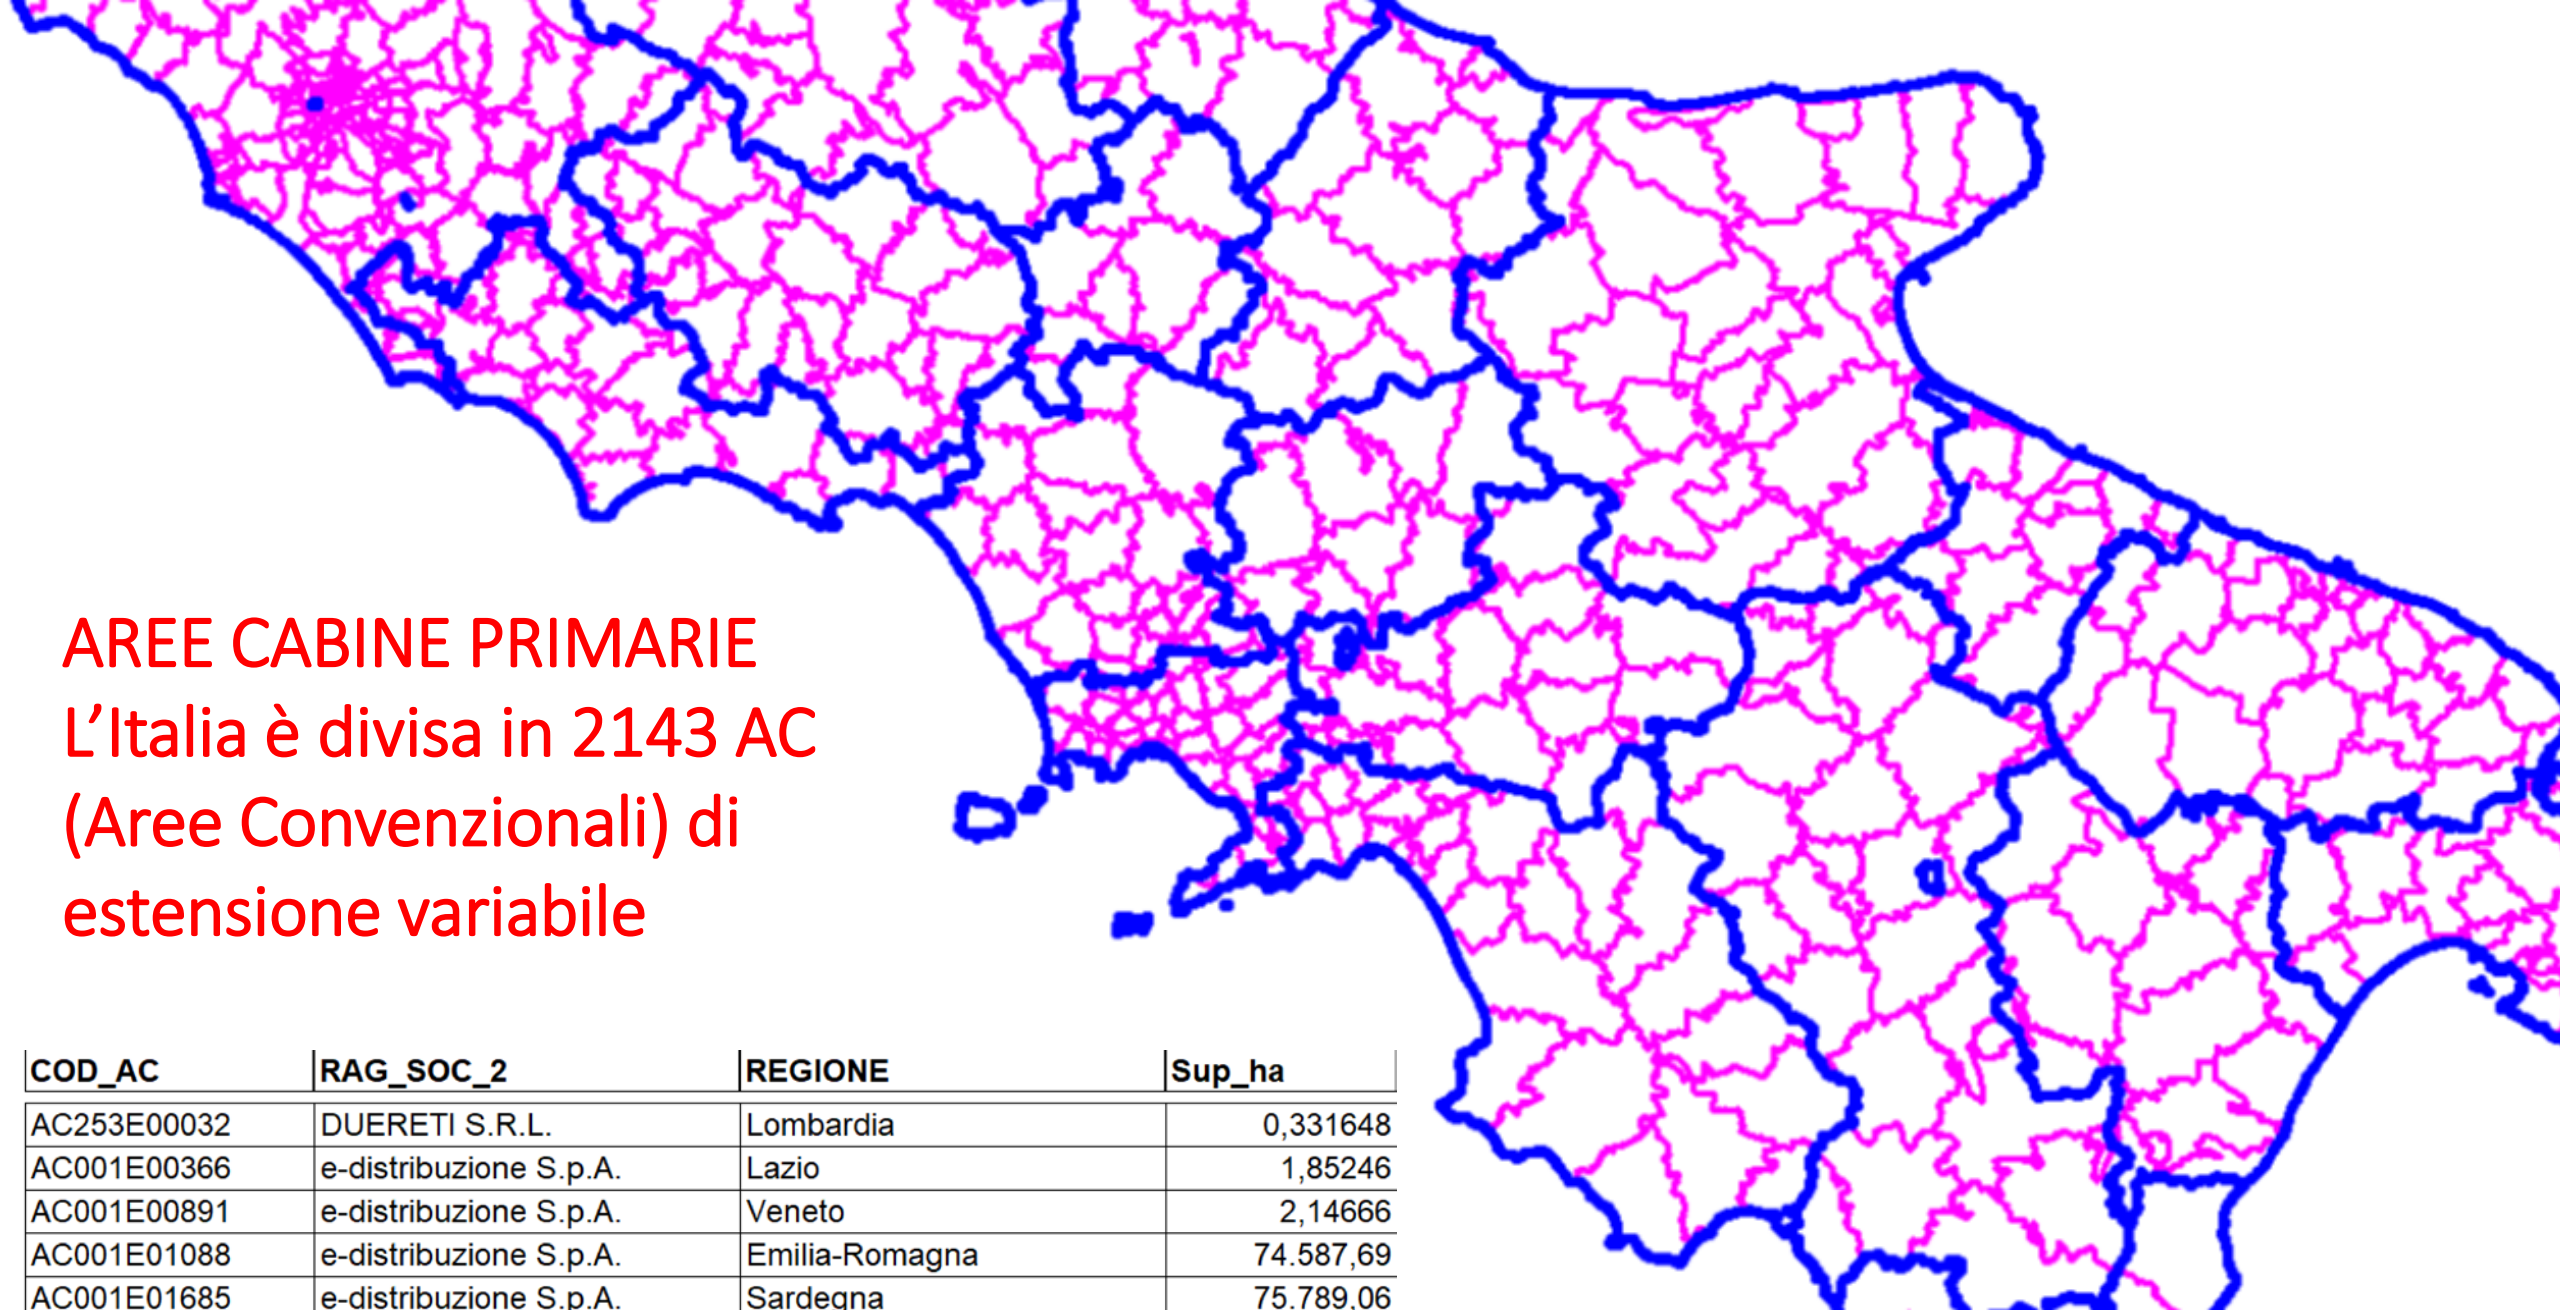 AREE CABINE PRIMARIE
L’Italia è divisa in 2143 AC
(Aree Convenzionali) di
estensione variabile
COD_AC RAG_SOC_2 REGIONE Sup_ha
AC253E00032 DUERETI S.R.L. Lombardia 0,331648
AC001E00366 e-distribuzione S.p.A. Lazio 1,85246
AC001E00891 e-distribuzione S.p.A. Veneto 2,14666
AC001E01088 e-distribuzione S.p.A. Emilia-Romagna 74.587,69
AC001E01685 e-distribuzione S.p.A. Sardegna 75.789,06